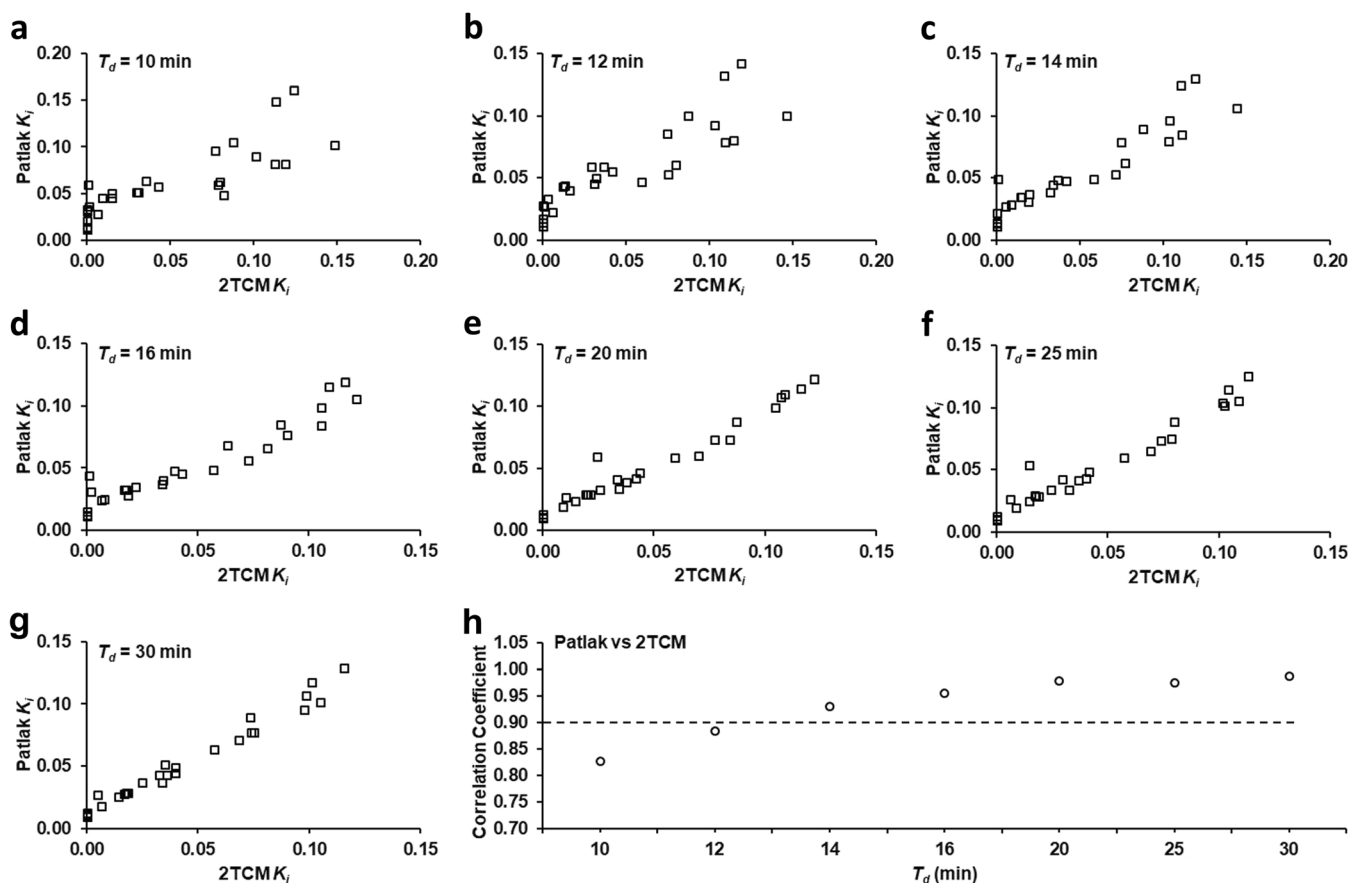 a
T_d = 10 min
0.20
0.15
0.10
0.05
0.00
Patlak K_i
0.00 0.05 0.10 0.15 0.20
2TCM K_i
b
T_d = 12 min
0.15
0.10
0.05
0.00
Patlak K_i
0.00 0.05 0.10 0.15 0.20
2TCM K_i
c
T_d = 14 min
0.15
0.10
0.05
0.00
Patlak K_i
0.00 0.05 0.10 0.15 0.20
2TCM K_i
d
T_d = 16 min
0.15
0.10
0.05
0.00
Patlak K_i
0.00 0.05 0.10 0.15
2TCM K_i
e
T_d = 20 min
0.15
0.10
0.05
0.00
Patlak K_i
0.00 0.05 0.10 0.15
2TCM K_i
f
T_d = 25 min
0.15
0.10
0.05
0.00
Patlak K_i
0.00 0.05 0.10 0.15
2TCM K_i
g
T_d = 30 min
0.15
0.10
0.05
0.00
Patlak K_i
0.00 0.05 0.10 0.15
2TCM K_i
h
Patlak vs 2TCM
1.05
1.00
0.95
0.90
0.85
0.80
0.75
0.70
Correlation Coefficient
10 12 14 16 20 25 30
T_d (min)